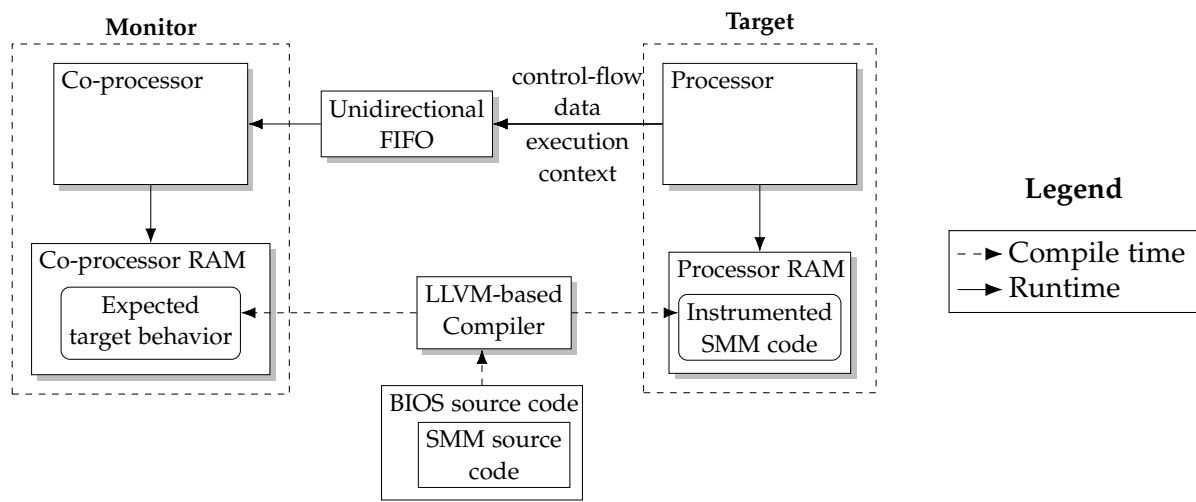 Monitor
Target
Co-processor
Unidirectional
FIFO
control-flow
data
execution
context
Processor
Co-processor RAM
Expected
target behavior
LLVM-based
Compiler
Processor RAM
Instrumented
SMM code
BIOS source code
SMM source
code
Legend
Compile time
Runtime